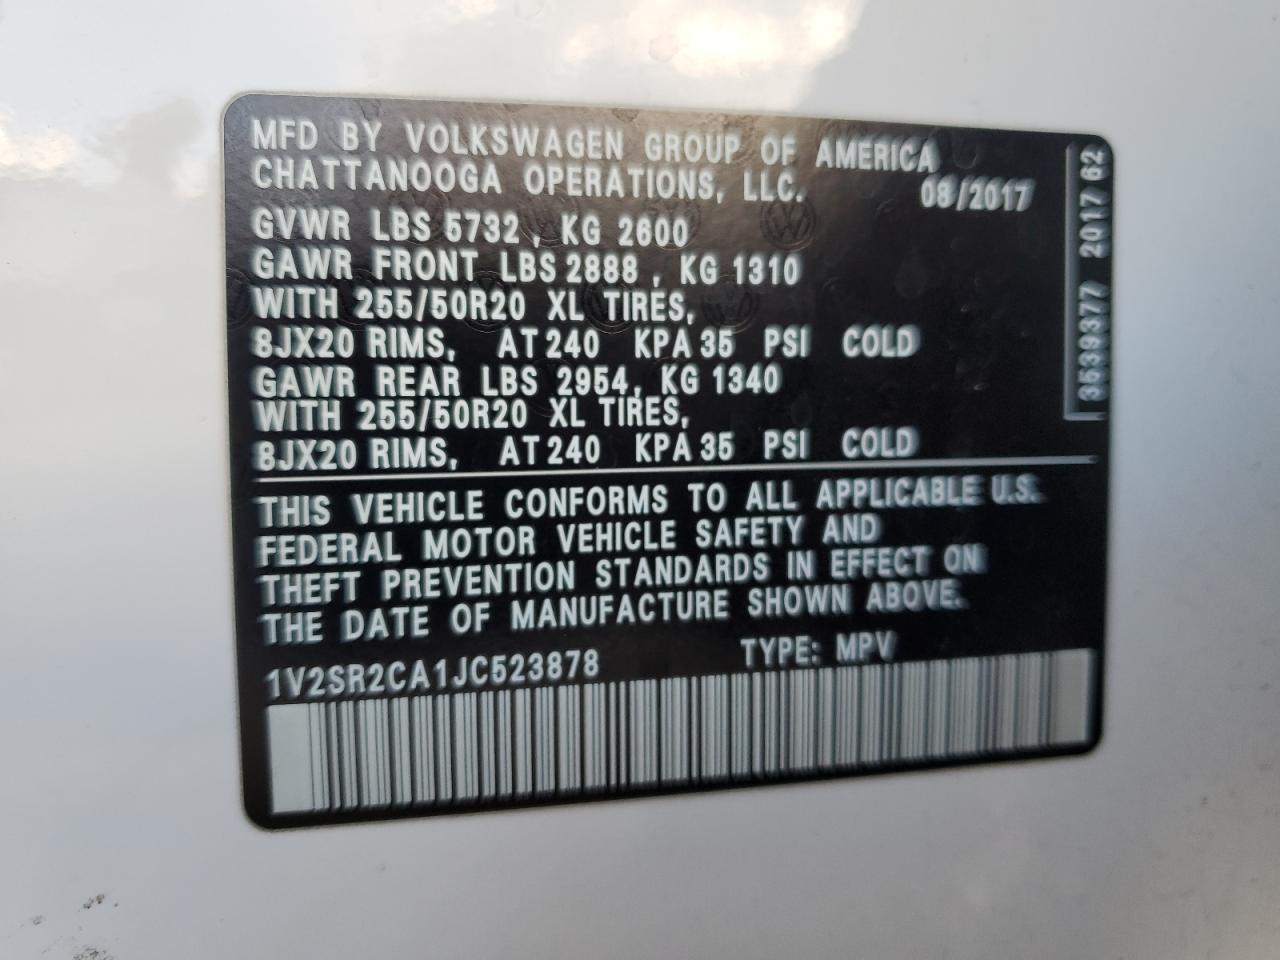 MFD BY VOLKSWAGEN GROUP OF AMERICA
CHATTANOOGA OPERATIONS, LLC. 08/2017
GVWR LBS 5732, KG 2600
GAWR FRONT LBS 2888, KG 1310
WITH 255/50R20 XL TIRES,
8JX20 RIMS, AT 240 KPA 35 PSI COLD
GAWR REAR LBS 2954, KG 1340
WITH 255/50R20 XL TIRES,
8JX20 RIMS, AT 240 KPA 35 PSI COLD
THIS VEHICLE CONFORMS TO ALL APPLICABLE U.S.
FEDERAL MOTOR VEHICLE SAFETY AND
THEFT PREVENTION STANDARDS IN EFFECT ON
THE DATE OF MANUFACTURE SHOWN ABOVE.
1V2SR2CA1JC523878 TYPE: MPV
3539377 2017 62